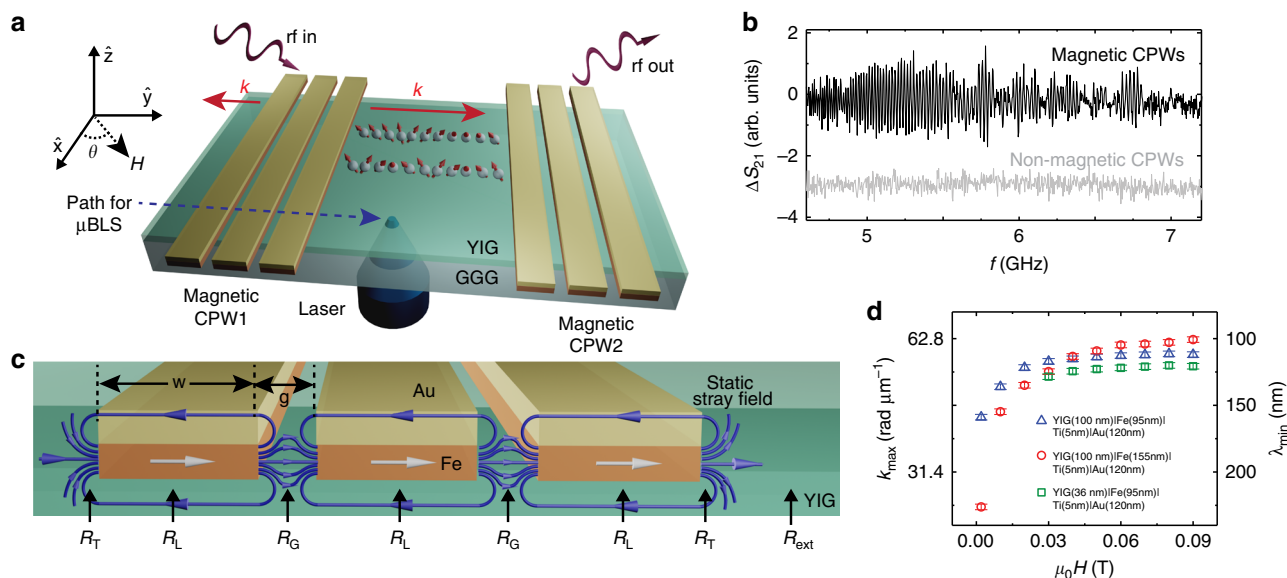 a
rf in
rf out
ẑ
ŷ
x̂
θ
H
k
k
Path for
μBLS
YIG
GGG
Magnetic
CPW1
Laser
Magnetic
CPW2
b
2
0
−2
−4
ΔS21 (arb. units)
Magnetic CPWs
Non-magnetic CPWs
5
6
7
f (GHz)
c
w
g
Au
Fe
Static
stray field
YIG
RT
RL
RG
RL
RG
RL
RT
Rext
d
62.8
31.4
kmax (rad μm−1)
100
150
200
λmin (nm)
YIG(100 nm)|Fe(95nm)|
Ti(5nm)|Au(120nm)
YIG(100 nm)|Fe(155nm)|
Ti(5nm)|Au(120nm)
YIG(36 nm)|Fe(95nm)|
Ti(5nm)|Au(120nm)
0.00
0.03
0.06
0.09
μ0H (T)